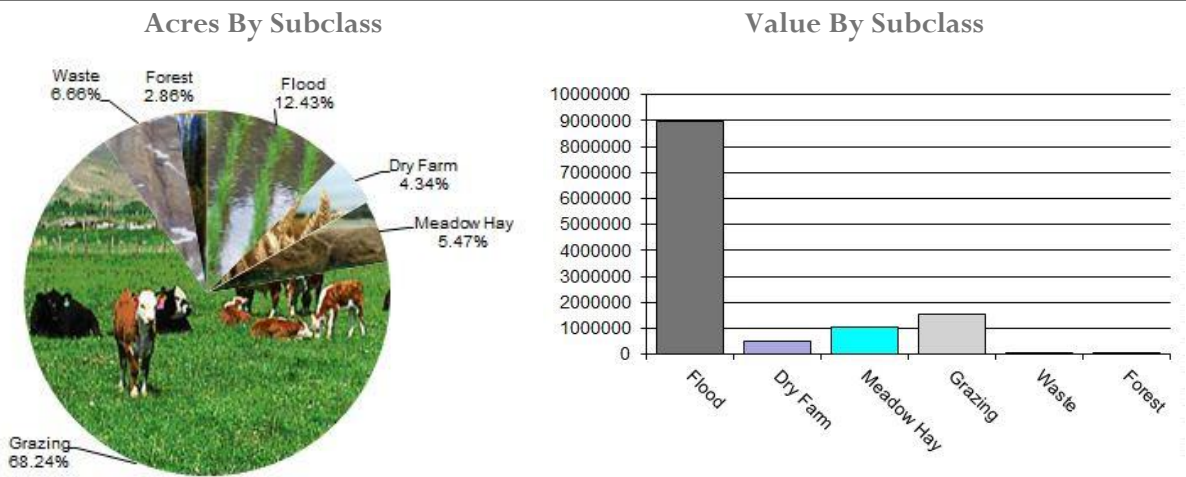 Acres By Subclass
Waste
6.66%
Forest
2.86%
Flood
12.43%
Dry Farm
4.34%
Meadow Hay
5.47%
Grazing
68.24%
Value By Subclass
10000000
9000000
8000000
7000000
6000000
5000000
4000000
3000000
2000000
1000000
0
Flood
Dry Farm
Meadow Hay
Grazing
Waste
Forest